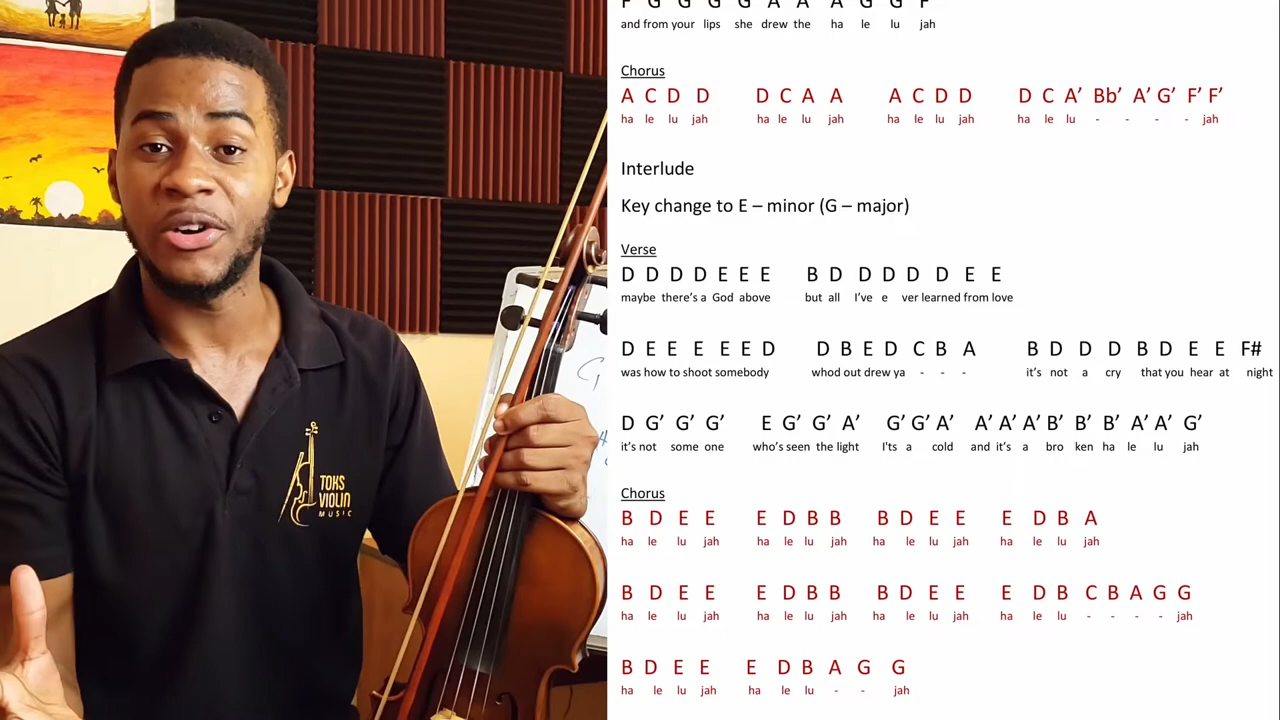 F G G G G A A A G G F
and from your lips she drew the ha le lu jah
Chorus
A C D D D C A A A C D D D C A’ Bb’ A’ G’ F’ F’
ha le lu jah ha le lu jah ha le lu jah ha le lu - - - - jah
Interlude
Key change to E – minor (G – major)
Verse
D D D D E E E B D D D D D E E
maybe there’s a God above but all I’ve e ver learned from love
D E E E E E D D B E D C B A B D D D B D E E F#
was how to shoot somebody whod out drew ya - - - it’s not a cry that you hear at night
D G’ G’ G’ E G’ G’ A’ G’ G’ A’ A’ A’ A’ B’ B’ B’ A’ A’ G’
it’s not some one who’s seen the light I'ts a cold and it’s a bro ken ha le lu jah
Chorus
B D E E E D B B B D E E E D B A
ha le lu jah ha le lu jah ha le lu jah ha le lu jah
B D E E E D B B B D E E E D B C B A G G
ha le lu jah ha le lu jah ha le lu jah ha le lu - - - - jah
B D E E E D B A G G
ha le lu jah ha le lu - - jah
TOKS
VIOLIN
MUSIC